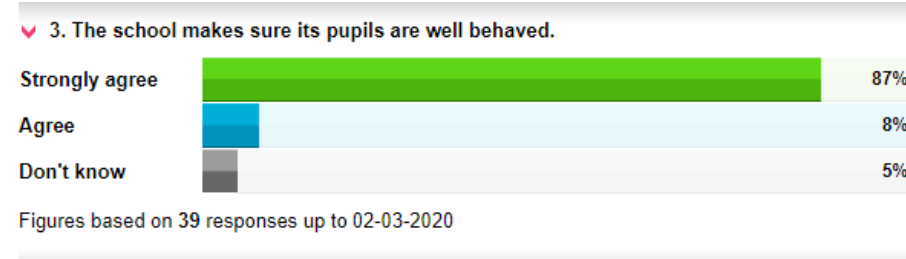 3. The school makes sure its pupils are well behaved.
Strongly agree 87%
Agree 8%
Don't know 5%
Figures based on 39 responses up to 02-03-2020